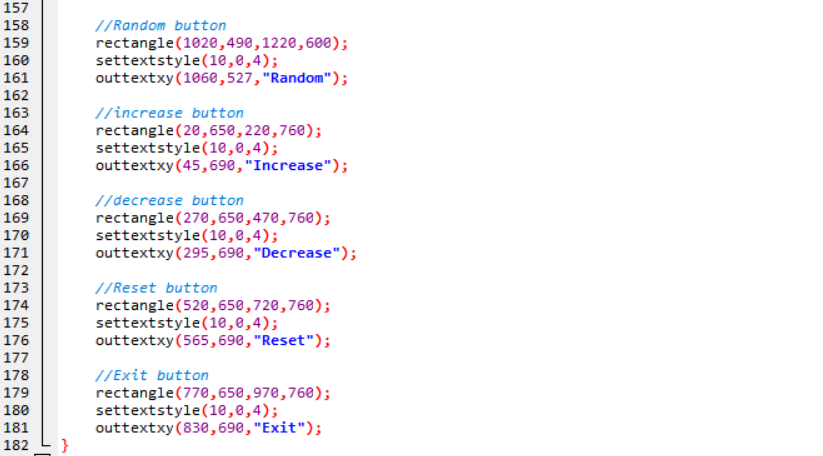 157
158 //Random button
159 rectangle(1020,490,1220,600);
160 settextstyle(10,0,4);
161 outtextxy(1060,527,"Random");
162
163 //increase button
164 rectangle(20,650,220,760);
165 settextstyle(10,0,4);
166 outtextxy(45,690,"Increase");
167
168 //decrease button
169 rectangle(270,650,470,760);
170 settextstyle(10,0,4);
171 outtextxy(295,690,"Decrease");
172
173 //Reset button
174 rectangle(520,650,720,760);
175 settextstyle(10,0,4);
176 outtextxy(565,690,"Reset");
177
178 //Exit button
179 rectangle(770,650,970,760);
180 settextstyle(10,0,4);
181 outtextxy(830,690,"Exit");
182 }